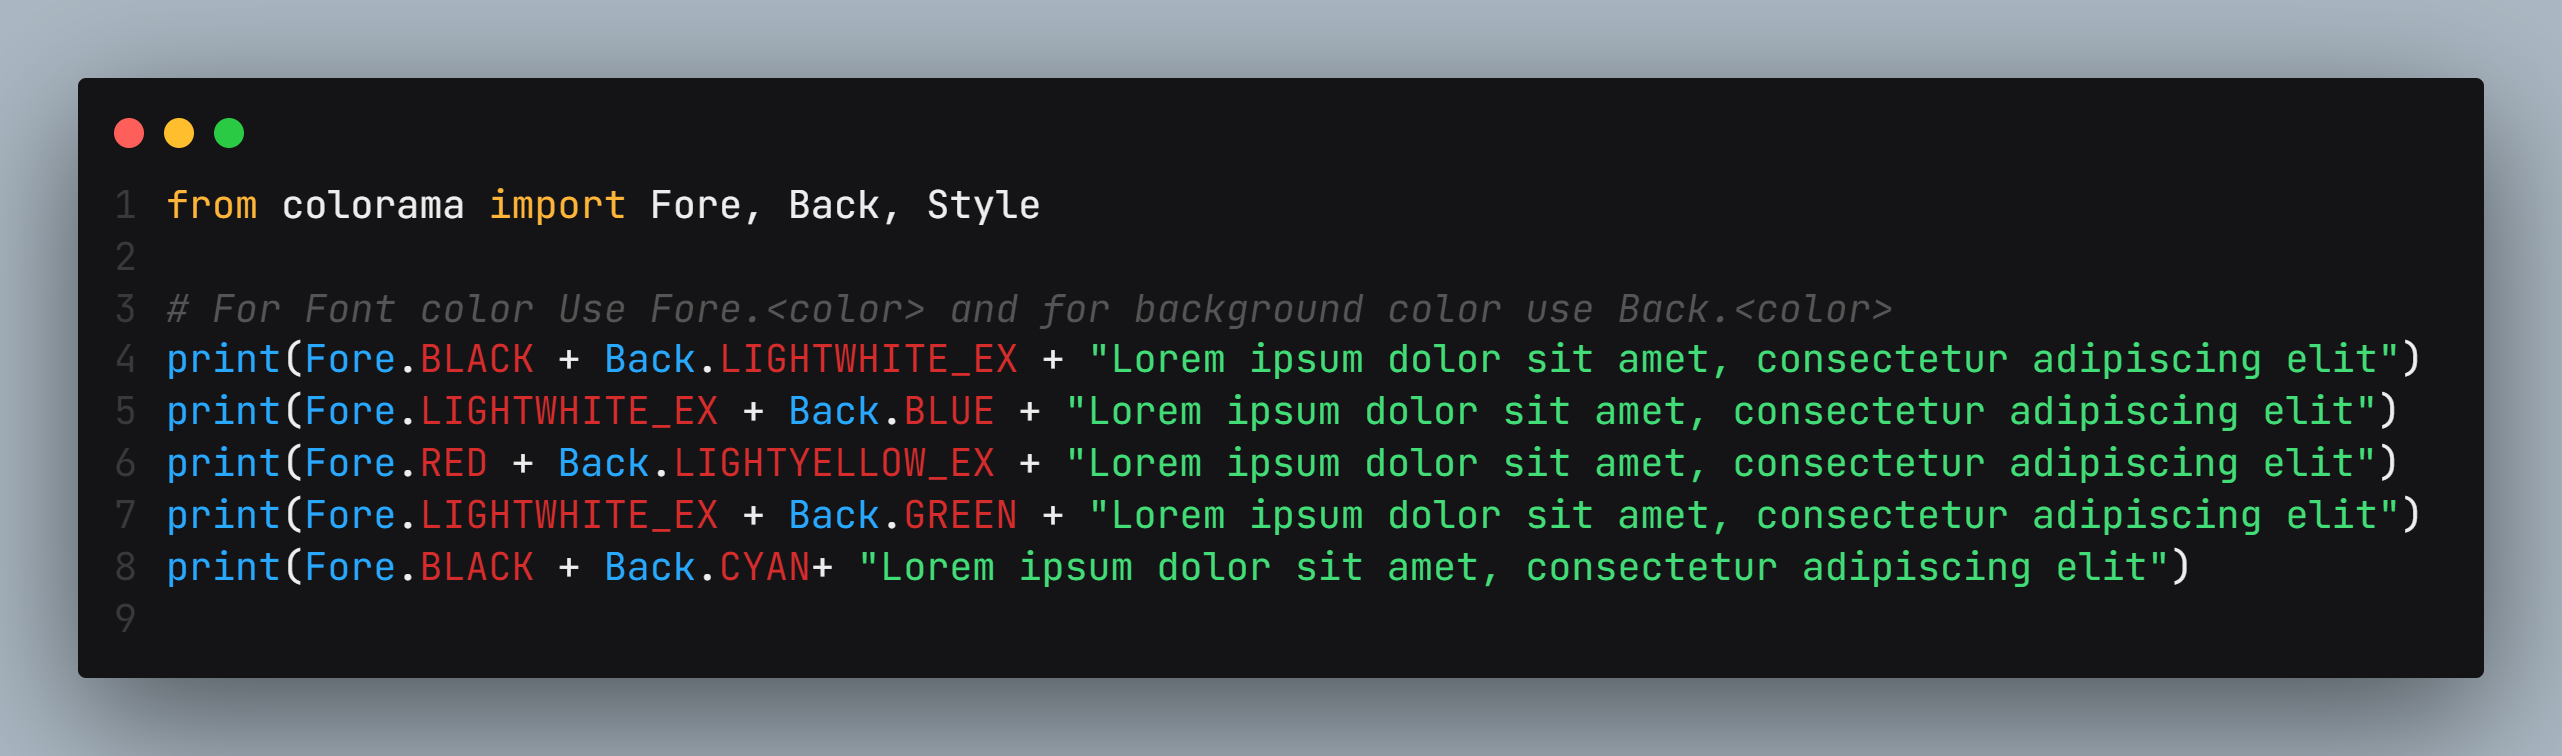 1 from colorama import Fore, Back, Style
2
3 # For Font color Use Fore.<color> and for background color use Back.<color>
4 print(Fore.BLACK + Back.LIGHTWHITE_EX + "Lorem ipsum dolor sit amet, consectetur adipiscing elit")
5 print(Fore.LIGHTWHITE_EX + Back.BLUE + "Lorem ipsum dolor sit amet, consectetur adipiscing elit")
6 print(Fore.RED + Back.LIGHTYELLOW_EX + "Lorem ipsum dolor sit amet, consectetur adipiscing elit")
7 print(Fore.LIGHTWHITE_EX + Back.GREEN + "Lorem ipsum dolor sit amet, consectetur adipiscing elit")
8 print(Fore.BLACK + Back.CYAN+ "Lorem ipsum dolor sit amet, consectetur adipiscing elit")
9